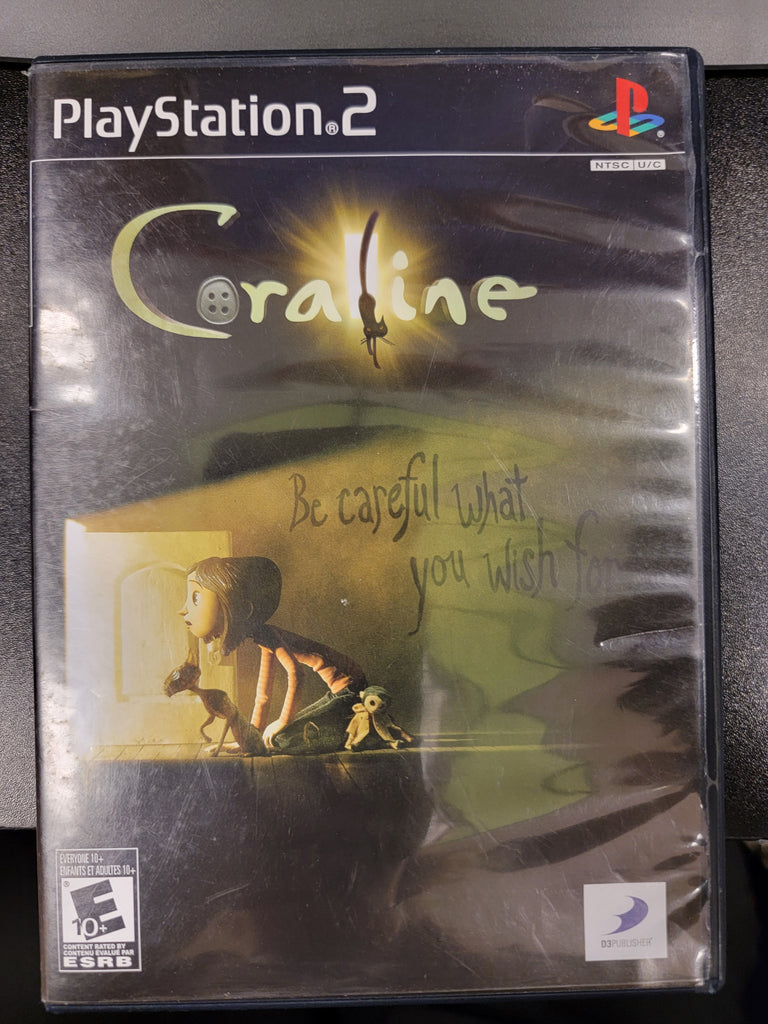 PlayStation®2
NTSC U/C
Coraline
Be careful what
you wish for
EVERYONE 10+
ENFANTS ET ADULTES 10+
E
10+
CONTENT RATED BY
CONTENU ÉVALUÉ PAR
ESRB
D3PUBLISHER